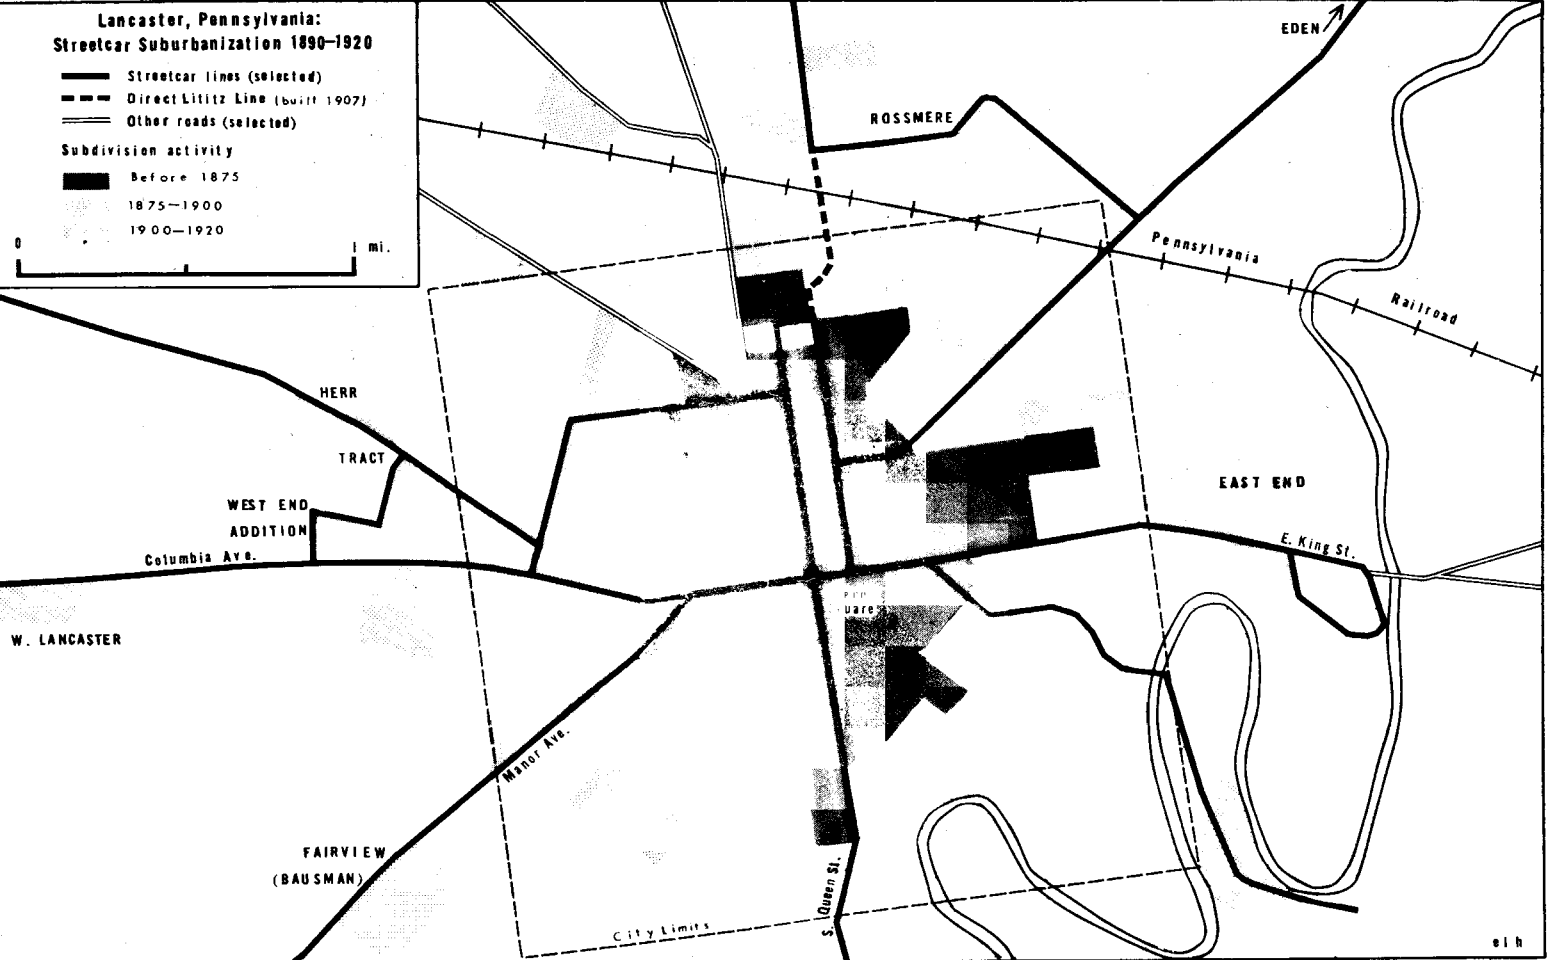 Lancaster, Pennsylvania:
Streetcar Suburbanization 1890–1920
Streetcar lines (selected)
Direct Lititz Line (built 1907)
Other roads (selected)
Subdivision activity
Before 1875
1875–1900
1900–1920
0
1 mi.
EDEN
ROSSMERE
Pennsylvania
Railroad
HERR
TRACT
WEST END
ADDITION
Columbia Ave.
EAST END
E. King St.
uare
W. LANCASTER
Manor Ave.
FAIRVIEW
(BAUSMAN)
S. Queen St.
City Limits
elh